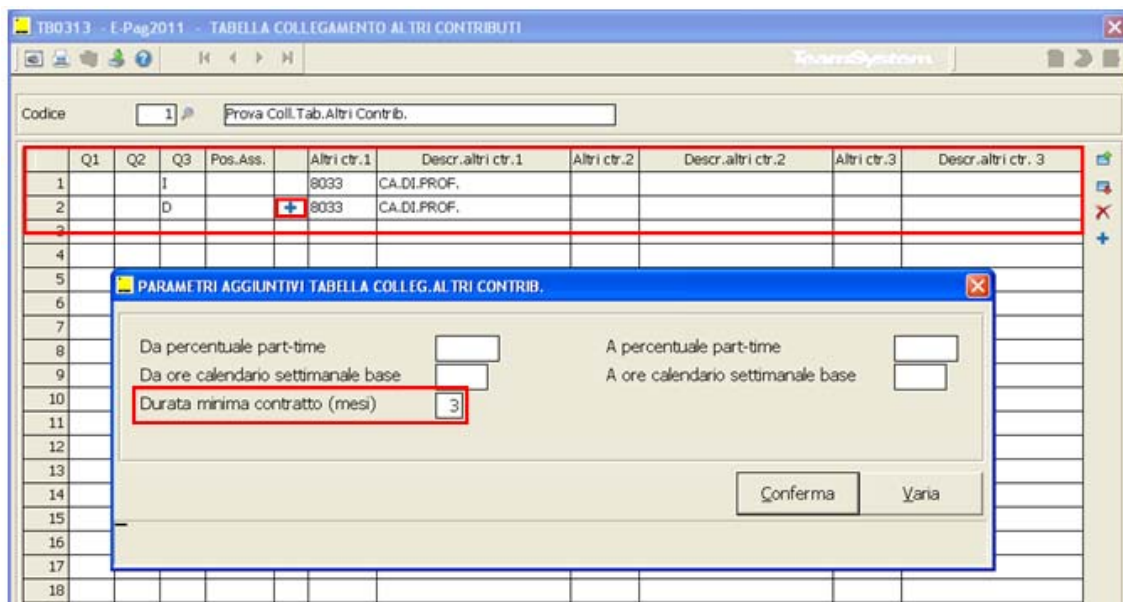 TB0313 - E-Pag2011 - TABELLA COLLEGAMENTO ALTRI CONTRIBUTI
TeamSystem
Codice 1 Prova Coll.Tab.Altri Contrib.
Q1 Q2 Q3 Pos.Ass. Altri ctr.1 Descr.altri ctr.1 Altri ctr.2 Descr.altri ctr.2 Altri ctr.3 Descr.altri ctr. 3
1 I 8033 CA.DI.PROF.
2 D 8033 CA.DI.PROF.
3
4
5
PARAMETRI AGGIUNTIVI TABELLA COLLEG.ALTRI CONTRIB.
6
7
8 Da percentuale part-time A percentuale part-time
9 Da ore calendario settimanale base A ore calendario settimanale base
10 Durata minima contratto (mesi) 3
11
12
13
14 Conferma Varia
15
16
17
18